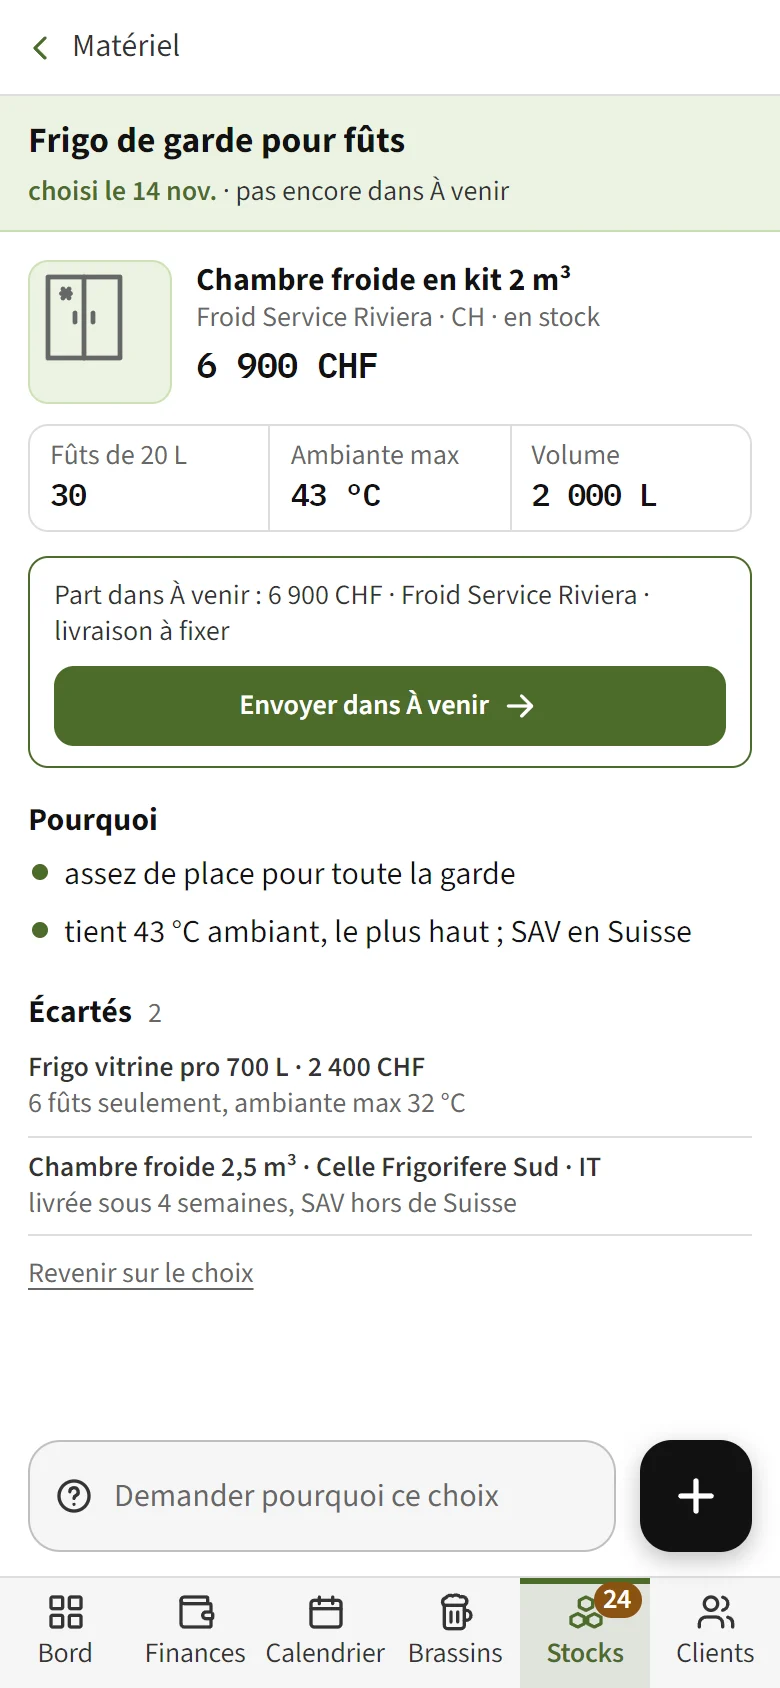 Matériel
Frigo de garde pour fûts
choisi le 14 nov. · pas encore dans À venir
Chambre froide en kit 2 m³
Froid Service Riviera · CH · en stock
6 900 CHF
Fûts de 20 L
30
Ambiante max
43 °C
Volume
2 000 L
Part dans À venir : 6 900 CHF · Froid Service Riviera ·
livraison à fixer
Envoyer dans À venir →
Pourquoi
assez de place pour toute la garde
tient 43 °C ambiant, le plus haut ; SAV en Suisse
Écartés 2
Frigo vitrine pro 700 L · 2 400 CHF
6 fûts seulement, ambiante max 32 °C
Chambre froide 2,5 m³ · Celle Frigorifere Sud · IT
livrée sous 4 semaines, SAV hors de Suisse
Revenir sur le choix
Demander pourquoi ce choix
24
Bord
Finances
Calendrier
Brassins
Stocks
Clients